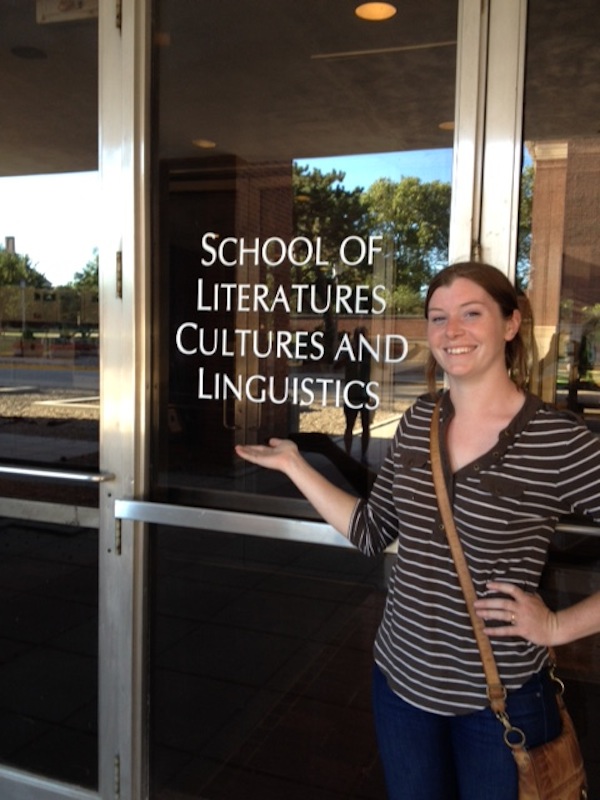 SCHOOL OF
LITERATURES
CULTURES AND
LINGUISTICS